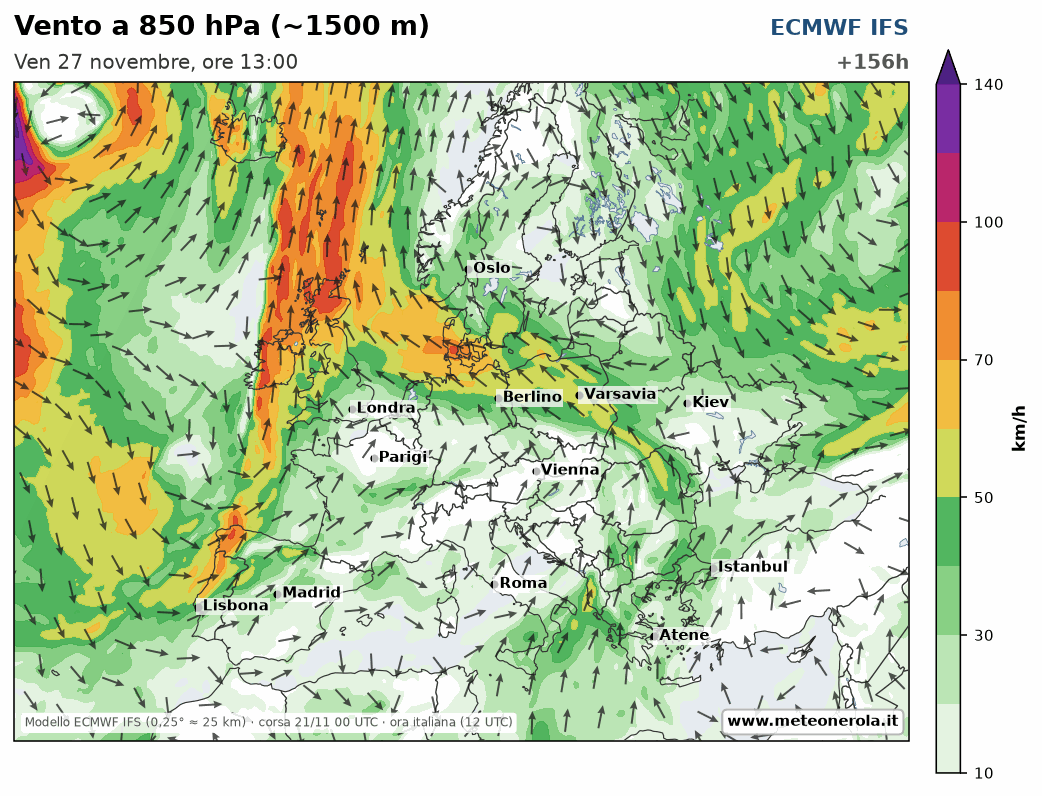 Vento a 850 hPa (~1500 m)
ECMWF IFS
Ven 27 novembre, ore 13:00
+156h
140
100
70
50
30
10
km/h
Oslo
Berlino
Varsavia
Kiev
Londra
Parigi
Vienna
Roma
Istanbul
Madrid
Lisbona
Atene
Modello ECMWF IFS (0,25° ≈ 25 km) · corsa 21/11 00 UTC · ora italiana (12 UTC)
www.meteonerola.it